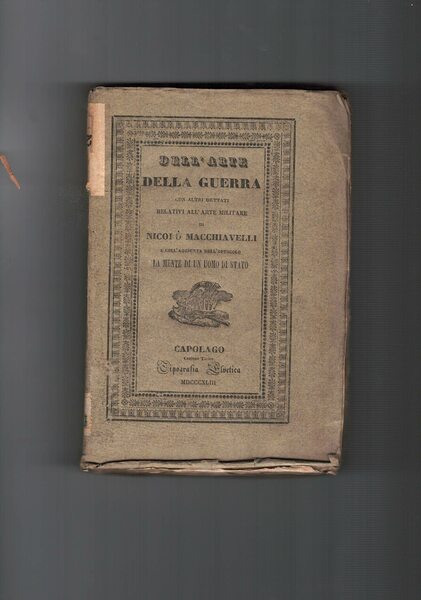 DELL'ARTE
DELLA GUERRA
CON ALTRI DETTATI
RELATIVI ALL'ARTE MILITARE
DI
NICOLÒ MACCHIAVELLI
E COLL'AGGIUNTA DELL'OPUSCOLO
LA MENTE DI UN UOMO DI STATO
CAPOLAGO
Cantone Ticino
Tipografia Elvetica
MDCCCXLIII